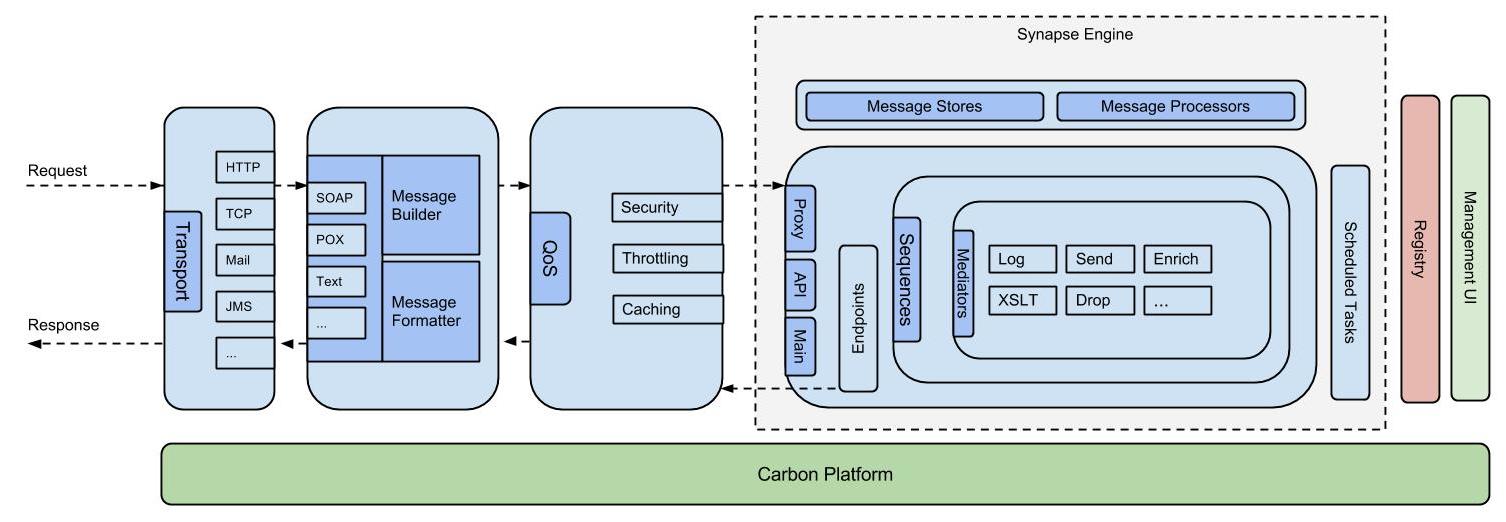 Synapse Engine
Message Stores
Message Processors
Request
Response
Transport
HTTP
TCP
Mail
JMS
...
SOAP
POX
Text
...
Message
Builder
Message
Formatter
QoS
Security
Throttling
Caching
Proxy
API
Main
Endpoints
Sequences
Mediators
Log
Send
Enrich
XSLT
Drop
...
Scheduled Tasks
Registry
Management UI
Carbon Platform